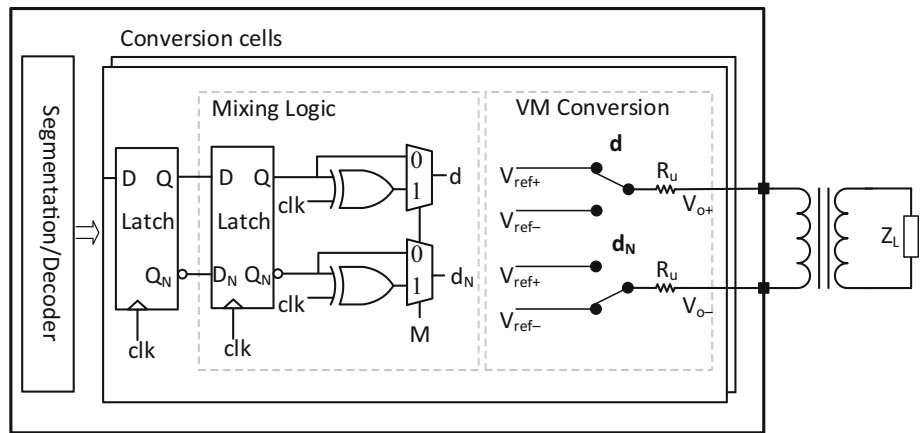 Conversion cells
Segmentation/Decoder
Mixing Logic
VM Conversion
D Q
Latch
Q_N
clk
D Q
Latch
D_N Q_N
clk
clk
0
1
d
clk
0
1
d_N
M
d
V_ref+
V_ref−
R_u
V_o+
d_N
V_ref+
V_ref−
R_u
V_o−
Z_L